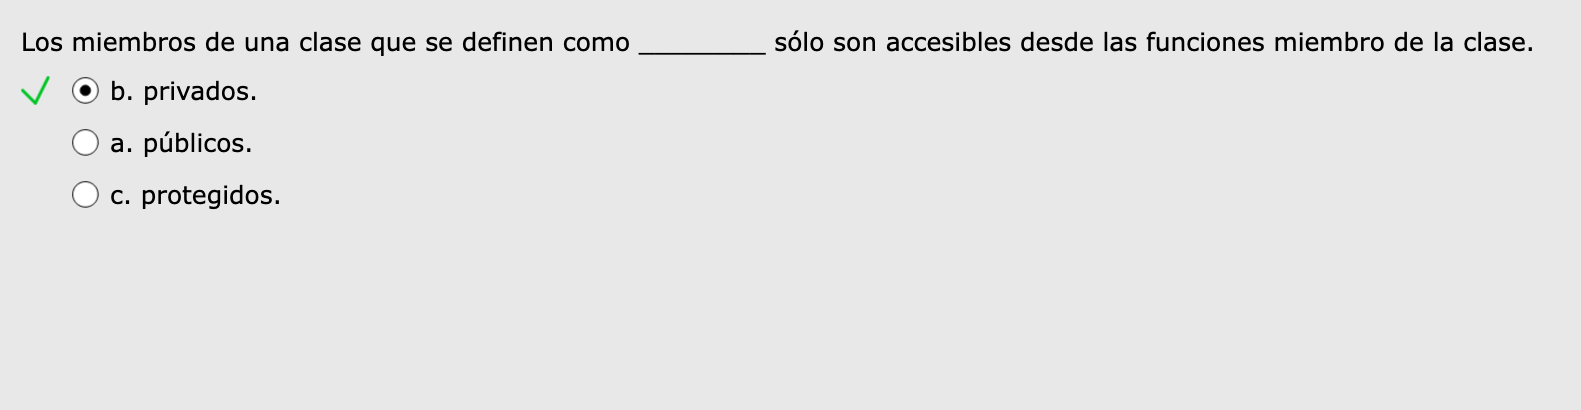 Los miembros de una clase que se definen como _________ sólo son accesibles desde las funciones miembro de la clase.
b. privados.
a. públicos.
c. protegidos.